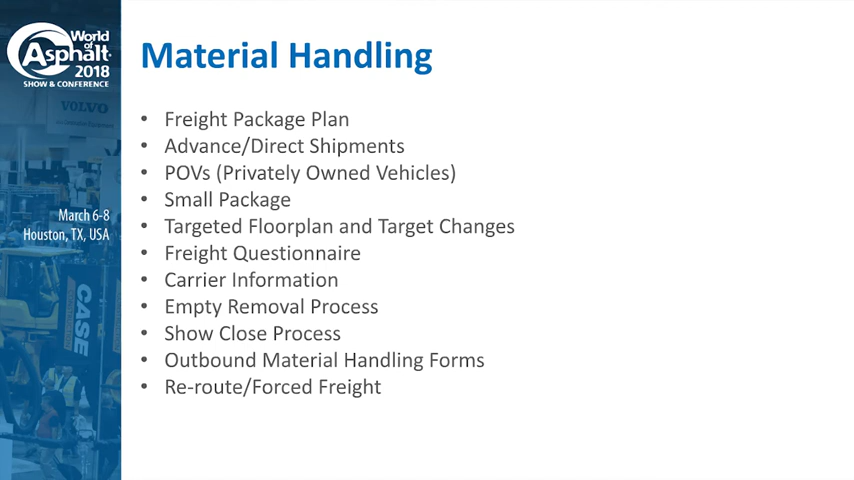 World
of
Asphalt
2018
SHOW & CONFERENCE
VOLVO
March 6-8
Houston, TX, USA
CASE
Material Handling
• Freight Package Plan
• Advance/Direct Shipments
• POVs (Privately Owned Vehicles)
• Small Package
• Targeted Floorplan and Target Changes
• Freight Questionnaire
• Carrier Information
• Empty Removal Process
• Show Close Process
• Outbound Material Handling Forms
• Re-route/Forced Freight